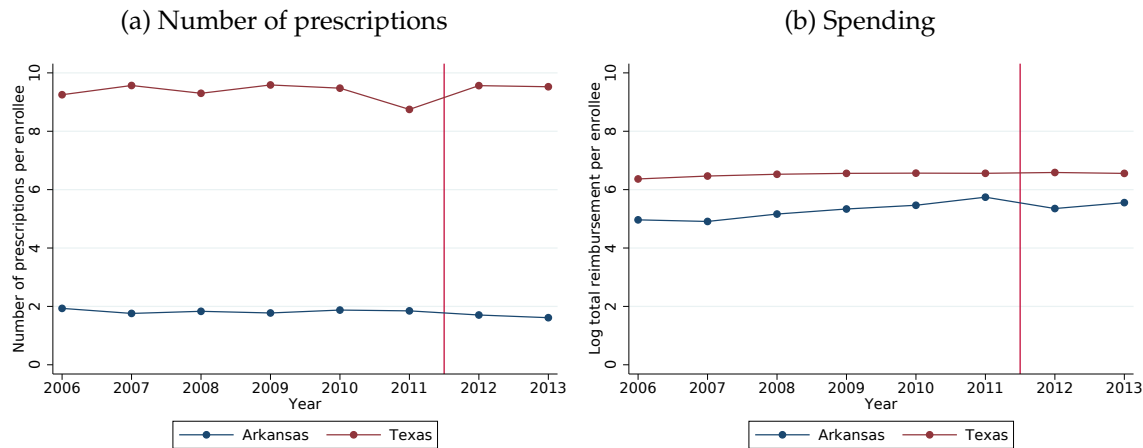 (a) Number of prescriptions
Number of prescriptions per enrollee
10
8
6
4
2
0
2006 2007 2008 2009 2010 2011 2012 2013
Year
Arkansas Texas
(b) Spending
Log total reimbursement per enrollee
10
8
6
4
2
0
2006 2007 2008 2009 2010 2011 2012 2013
Year
Arkansas Texas